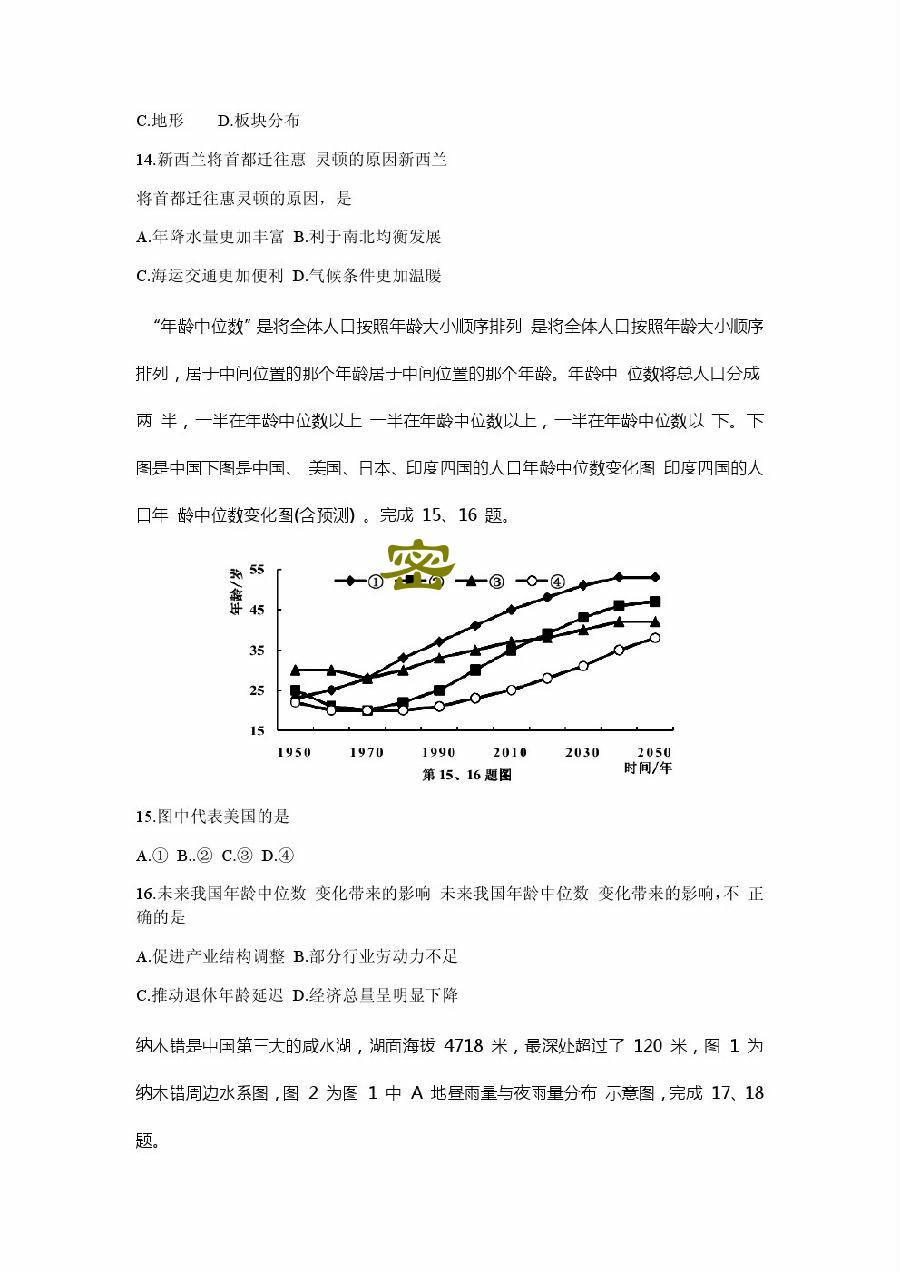 C.地形 D.板块分布
14.新西兰将首都迁往惠 灵顿的原因新西兰
将首都迁往惠灵顿的原因，是
A.年降水量更加丰富 B.利于南北均衡发展
C.海运交通更加便利 D.气候条件更加温暖
“年龄中位数”是将全体人口按照年龄大小顺序排列 是将全体人口按照年龄大小顺序
排列，居于中间位置的那个年龄居于中间位置的那个年龄。年龄中 位数将总人口分成
两 半，一半在年龄中位数以上 一半在年龄中位数以上，一半在年龄中位数以 下。下
图是中国下图是中国、 美国、日本、印度四国的人口年龄中位数变化图 印度四国的人
口年 龄中位数变化图(含预测) 。完成 15、16 题。
密
① ② ③ ④
年龄/岁
55
45
35
25
15
1950 1970 1990 2010 2030 2050
时间/年
第15、16题图
15.图中代表美国的是
A.① B..② C.③ D.④
16.未来我国年龄中位数 变化带来的影响 未来我国年龄中位数 变化带来的影响，不 正
确的是
A.促进产业结构调整 B.部分行业劳动力不足
C.推动退休年龄延迟 D.经济总量呈明显下降
纳木错是中国第三大的咸水湖，湖面海拔 4718 米，最深处超过了 120 米，图 1 为
纳木错周边水系图，图 2 为图 1 中 A 地昼雨量与夜雨量分布 示意图，完成 17、18
题。